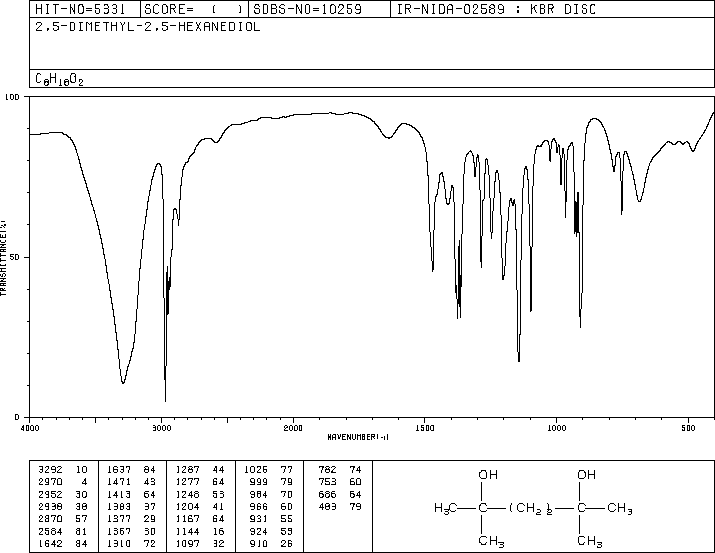 HIT-NO=5331 SCORE= ( ) SDBS-NO=10259 IR-NIDA-02589 : KBR DISC
2,5-DIMETHYL-2,5-HEXANEDIOL
C8H18O2
100
TRANSMITTANCE(%)
50
0
4000 3000 2000 1500 1000 500
WAVENUMBER(-1)
3292 10 1637 84 1287 44 1026 77 782 74
2970 4 1471 43 1277 64 999 79 753 60
2952 30 1413 64 1248 53 984 70 686 64
2938 38 1383 37 1204 41 966 60 483 79
2870 57 1377 29 1167 64 931 55
2584 81 1367 30 1144 16 924 53
1642 84 1310 72 1097 32 910 26
OH OH
H3C C (CH2)2 C CH3
CH3 CH3